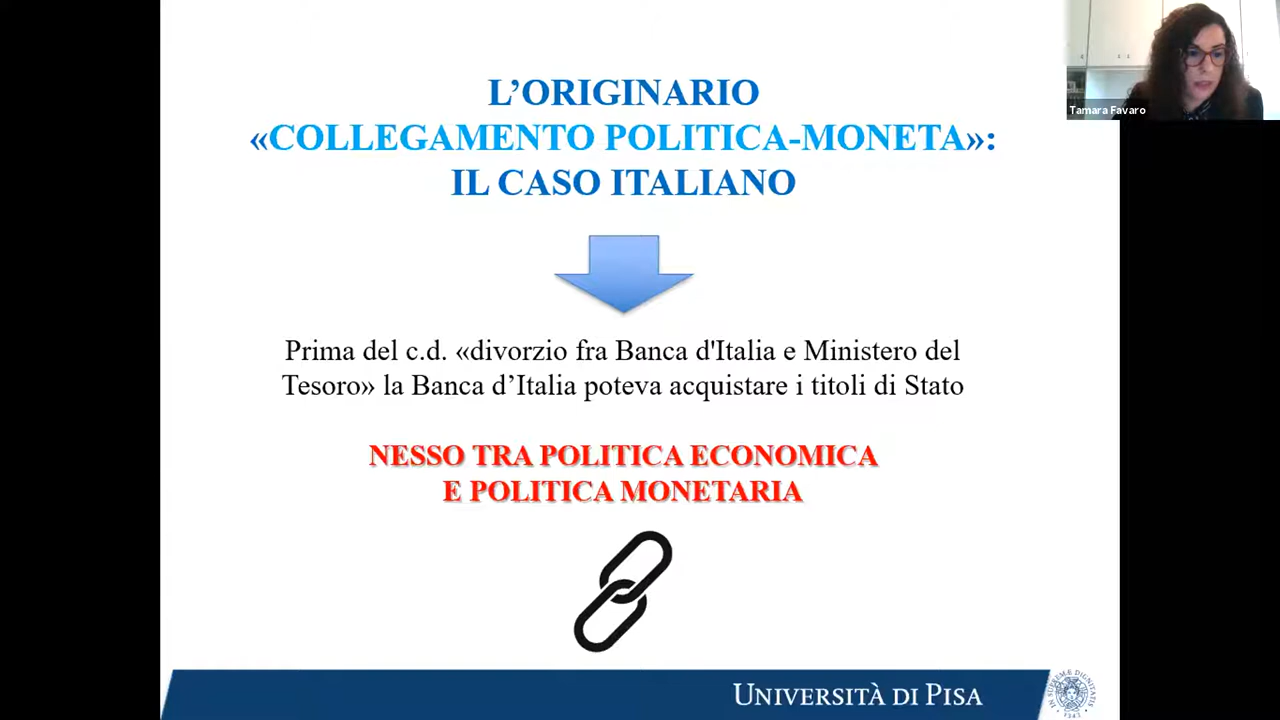 L'ORIGINARIO
«COLLEGAMENTO POLITICA-MONETA»:
IL CASO ITALIANO
Tamara Favaro
Prima del c.d. «divorzio fra Banca d'Italia e Ministero del
Tesoro» la Banca d'Italia poteva acquistare i titoli di Stato
NESSO TRA POLITICA ECONOMICA
E POLITICA MONETARIA
UNIVERSITÀ DI PISA